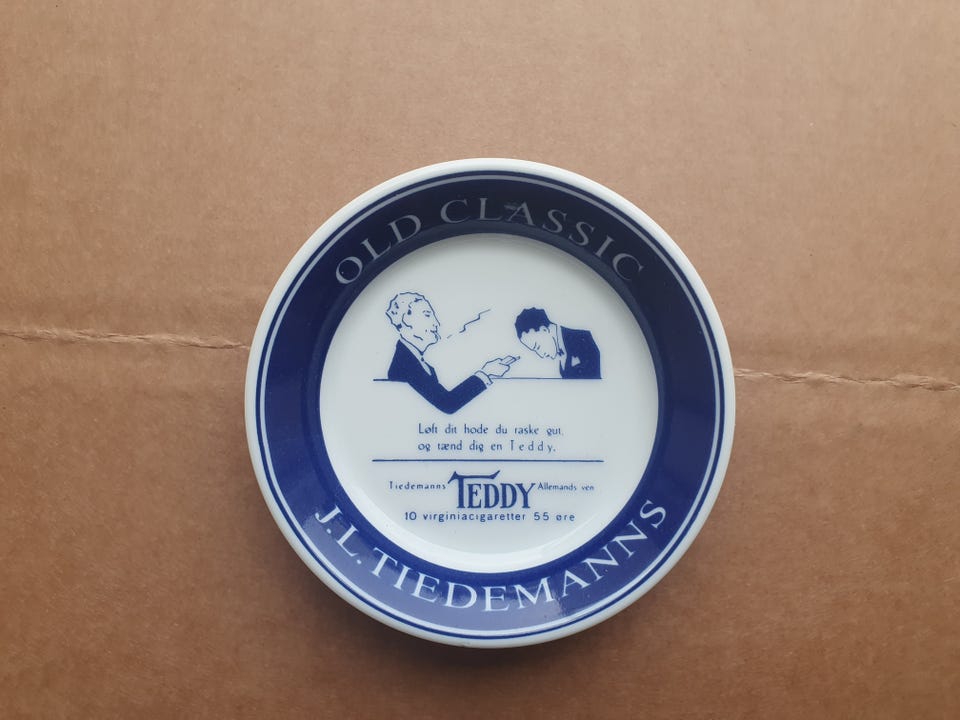 OLD CLASSIC
Løft dit hode du raske gut,
og tænd dig en Teddy.
Tiedemanns TEDDY Allemands ven
10 virginiacigaretter 55 øre
J.L.TIEDEMANNS